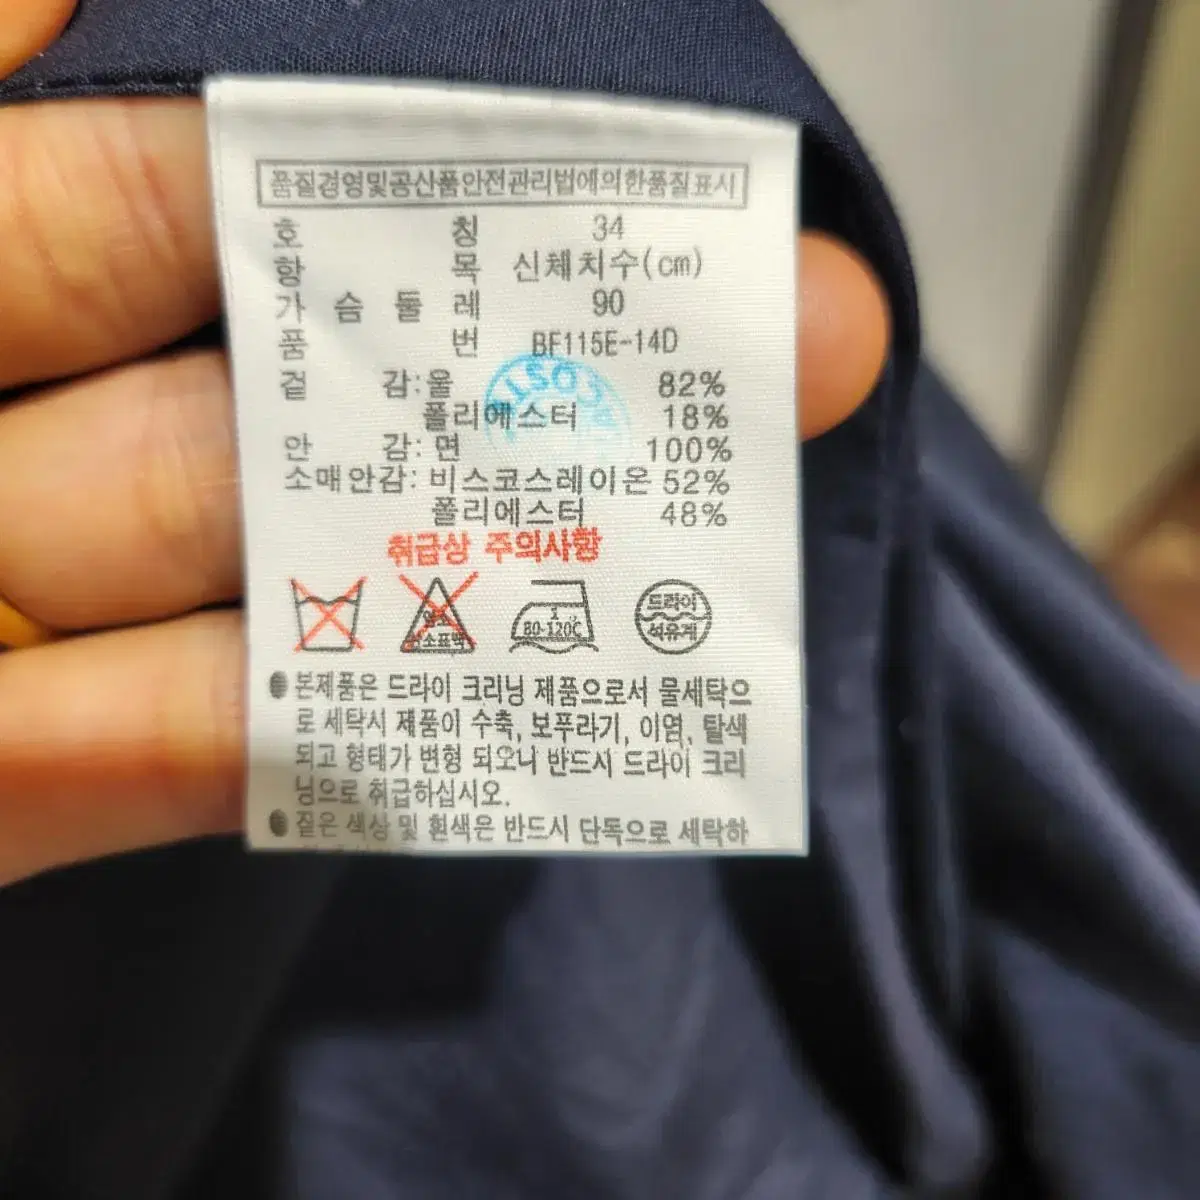 품질경영및공산품안전관리법에의한품질표시
호 칭 34
항 목 신체치수(cm)
가 슴 둘 레 90
품 번 BF115E-14D
겉 감:울 82%
폴리에스터 18%
안 감:면 100%
소매안감:비스코스레이온 52%
폴리에스터 48%
취급상 주의사항
80-120℃
드라이
석유계
●본제품은 드라이 크리닝 제품으로서 물세탁으
로 세탁시 제품이 수축, 보푸라기, 이염, 탈색
되고 형태가 변형 되오니 반드시 드라이 크리
닝으로 취급하십시오.
●짙은 색상 및 흰색은 반드시 단독으로 세탁하